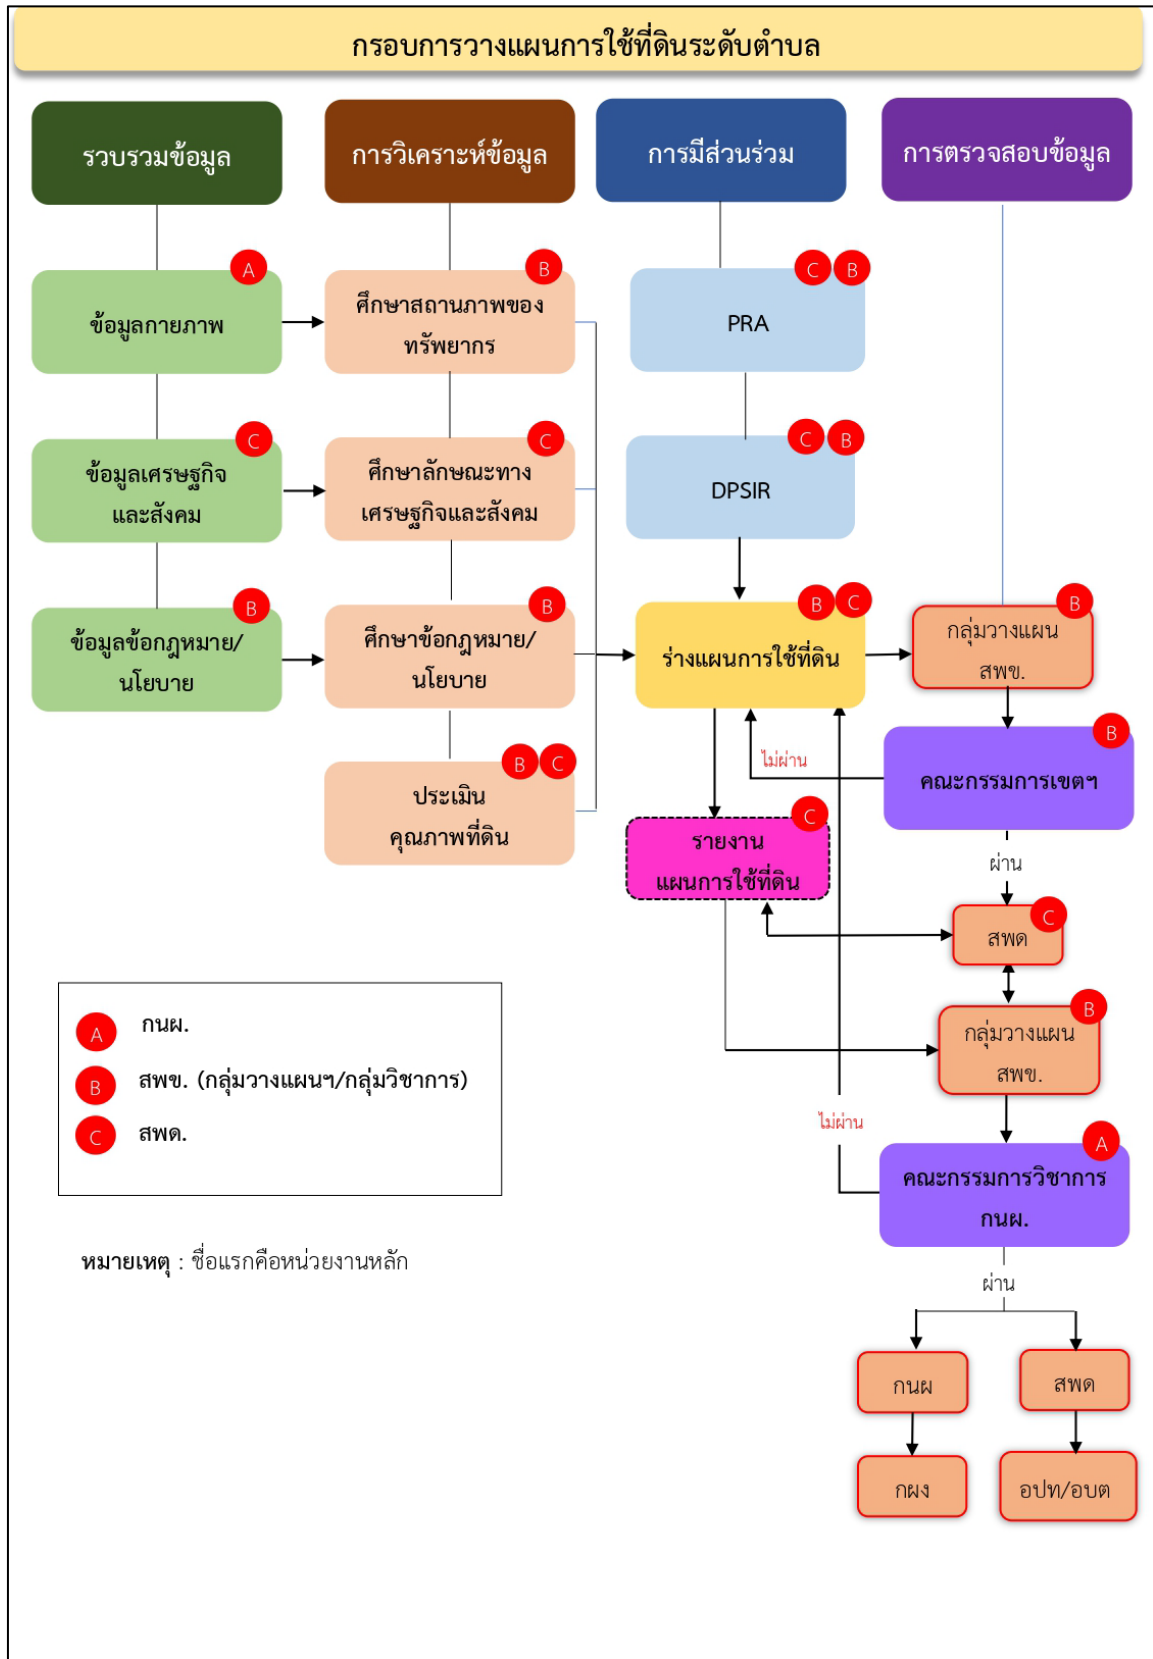 กรอบการวางแผนการใช้ที่ดินระดับตำบล
รวบรวมข้อมูล
การวิเคราะห์ข้อมูล
การมีส่วนร่วม
การตรวจสอบข้อมูล
A
ข้อมูลกายภาพ
B
ศึกษาสถานภาพของ
ทรัพยากร
C B
PRA
C
ข้อมูลเศรษฐกิจ
และสังคม
C
ศึกษาลักษณะทาง
เศรษฐกิจและสังคม
C B
DPSIR
B
ข้อมูลข้อกฎหมาย/
นโยบาย
B
ศึกษาข้อกฎหมาย/
นโยบาย
B C
ร่างแผนการใช้ที่ดิน
B
กลุ่มวางแผน
สพข.
B C
ประเมิน
คุณภาพที่ดิน
ไม่ผ่าน
B
คณะกรรมการเขตฯ
C
รายงาน
แผนการใช้ที่ดิน
ผ่าน
C
สพด
B
กลุ่มวางแผน
สพข.
A กนผ.
B สพข. (กลุ่มวางแผนฯ/กลุ่มวิชาการ)
C สพด.
ไม่ผ่าน
A
คณะกรรมการวิชาการ
กนผ.
หมายเหตุ : ชื่อแรกคือหน่วยงานหลัก
ผ่าน
กนผ
สพด
กผง
อปท/อบต